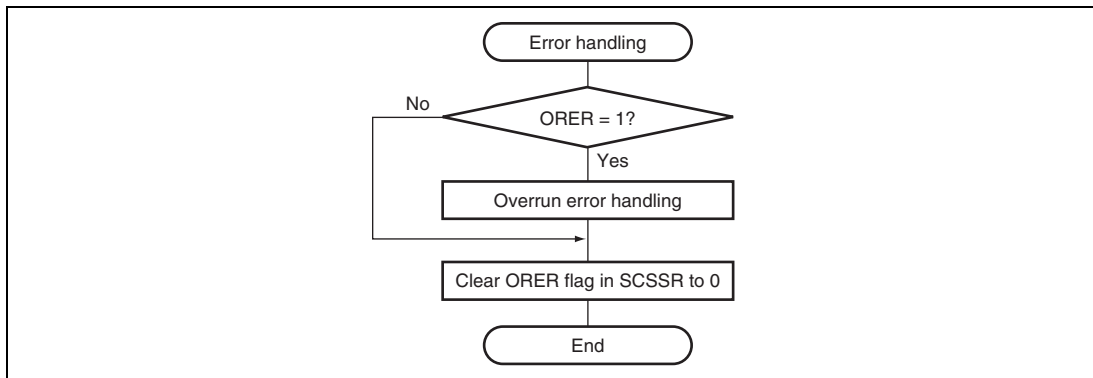 Error handling
No
ORER = 1?
Yes
Overrun error handling
Clear ORER flag in SCSSR to 0
End